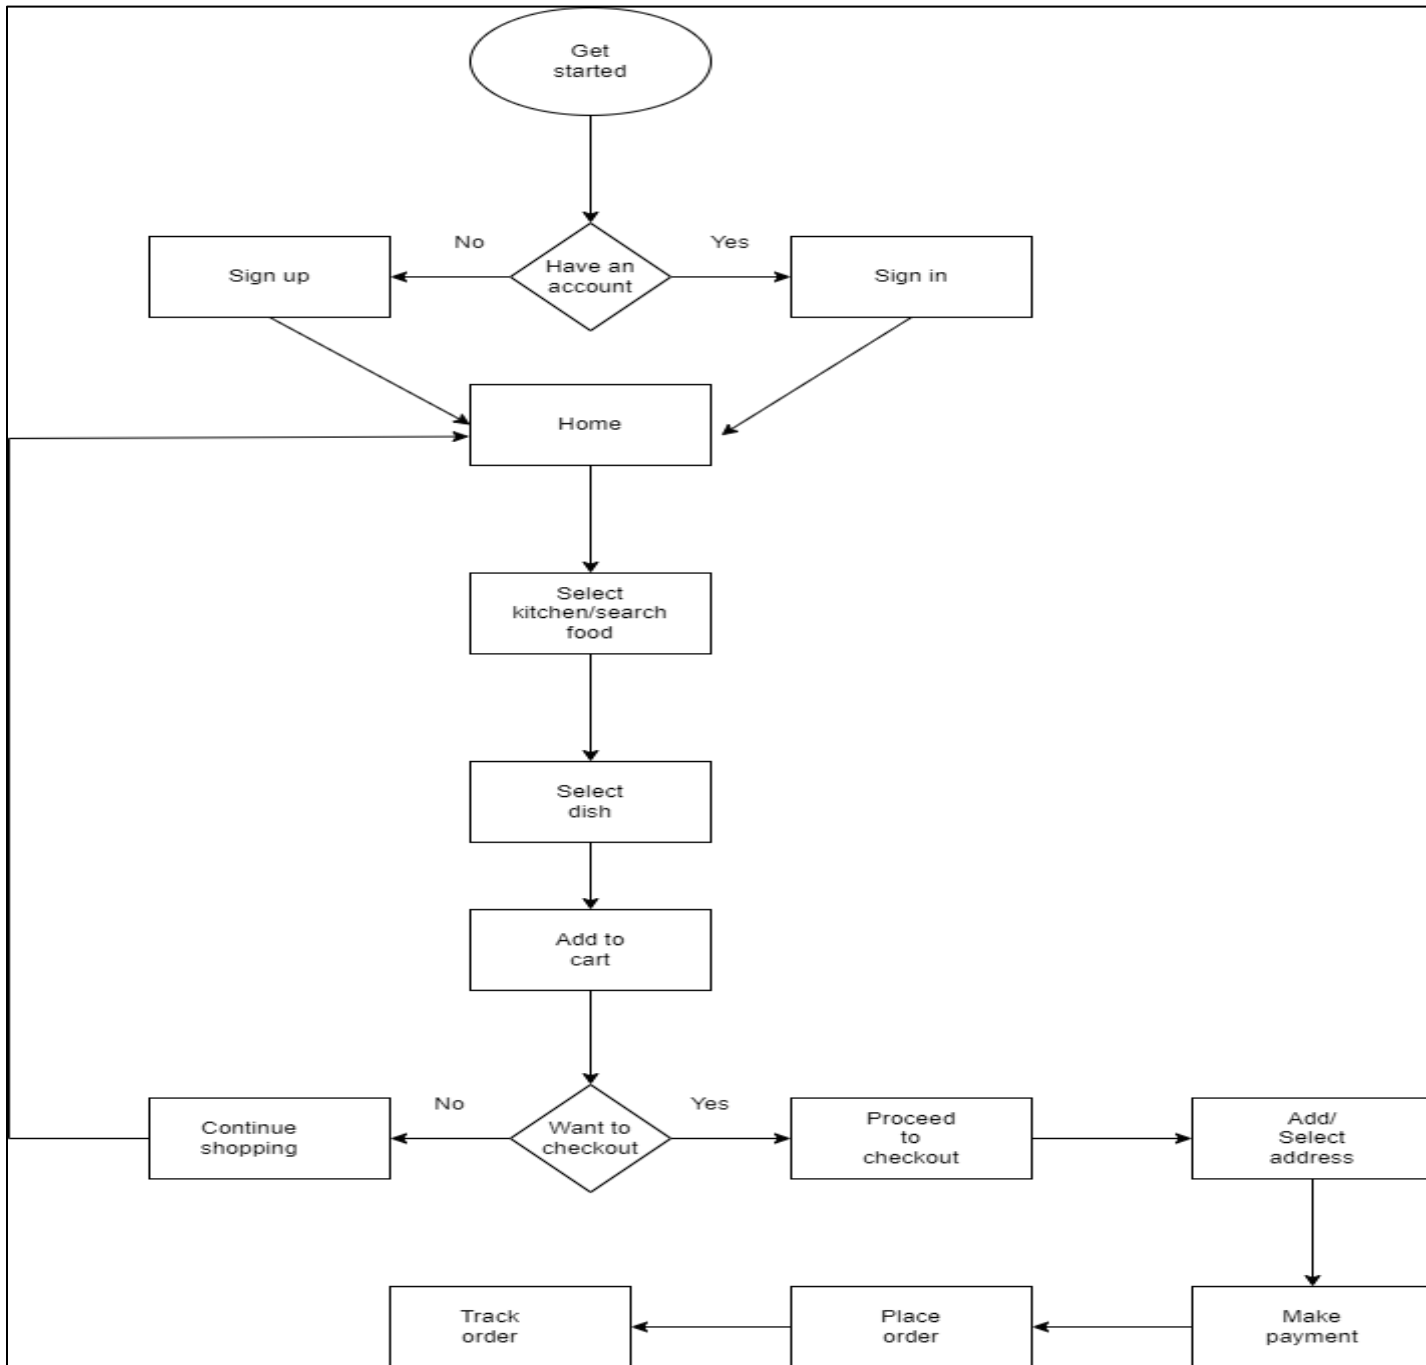 Get
started
No
Yes
Sign up
Have an
account
Sign in
Home
Select
kitchen/search
food
Select
dish
Add to
cart
No
Yes
Continue
shopping
Want to
checkout
Proceed
to
checkout
Add/
Select
address
Track
order
Place
order
Make
payment